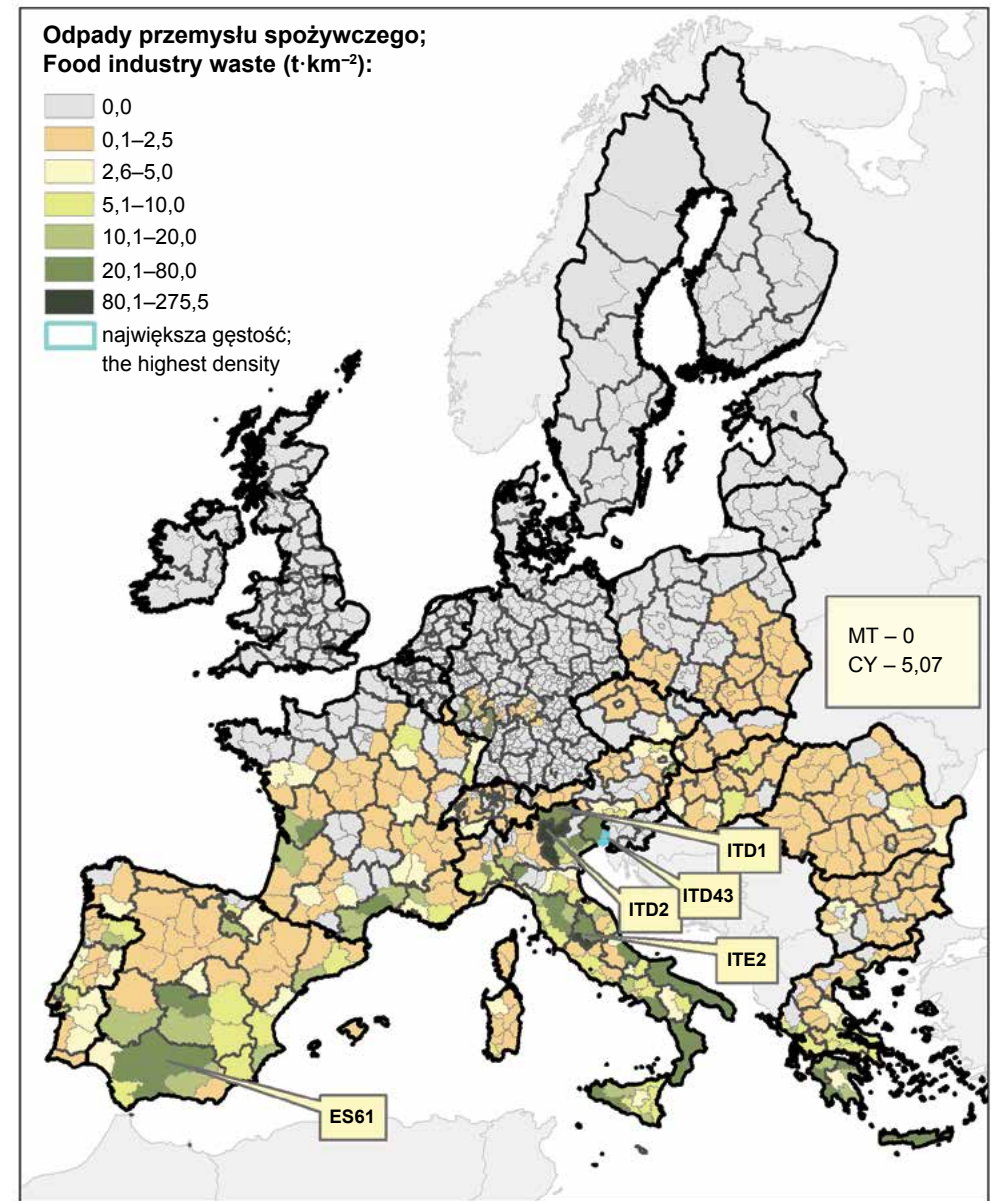 Odpady przemysłu spożywczego;
Food industry waste (t·km⁻²):
0,0
0,1–2,5
2,6–5,0
5,1–10,0
10,1–20,0
20,1–80,0
80,1–275,5
największa gęstość;
the highest density
MT – 0
CY – 5,07
ITD1
ITD43
ITD2
ITE2
ES61